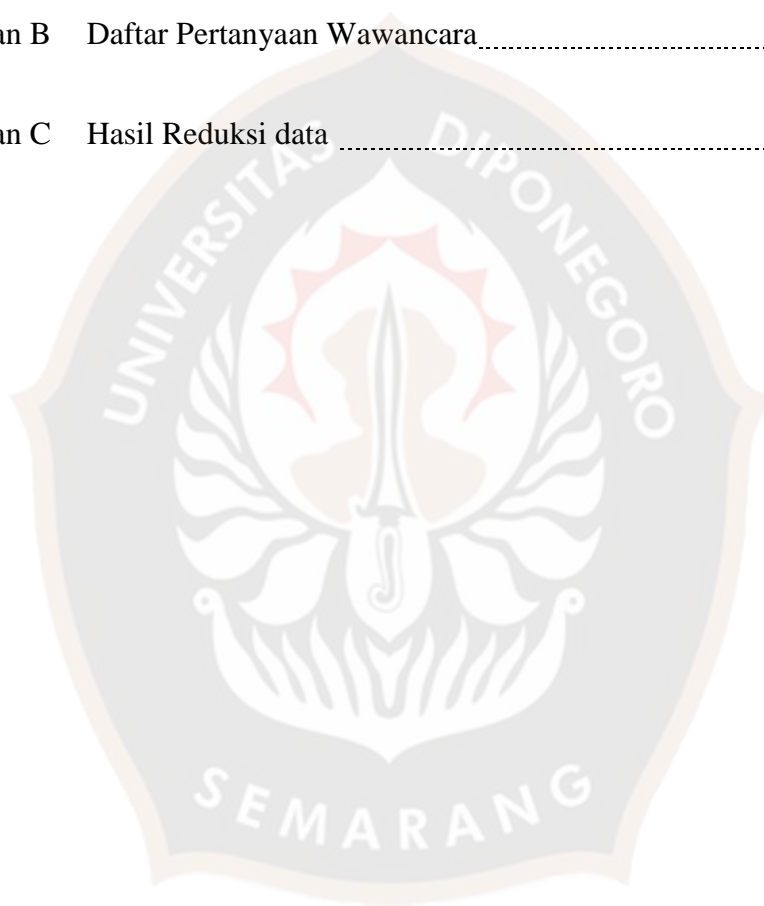 an B Daftar Pertanyaan Wawancara
an C Hasil Reduksi data
UNIVERSITAS DIPONEGORO
SEMARANG